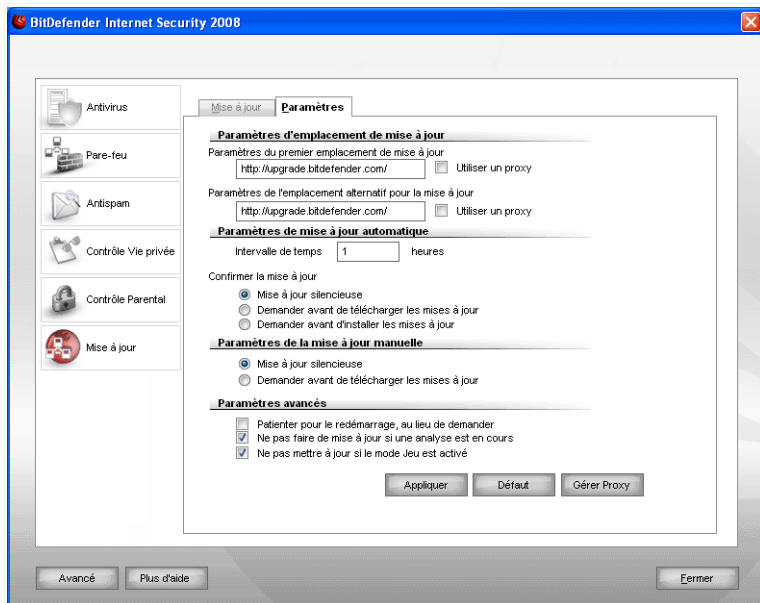 BitDefender Internet Security 2008
Antivirus
Pare-feu
Antispam
Contrôle Vie privée
Contrôle Parental
Mise à jour
Mise à jour
Paramètres
Paramètres d'emplacement de mise à jour
Paramètres du premier emplacement de mise à jour
http://upgrade.bitdefender.com/ Utiliser un proxy
Paramètres de l'emplacement alternatif pour la mise à jour
http://upgrade.bitdefender.com/ Utiliser un proxy
Paramètres de mise à jour automatique
Intervalle de temps 1 heures
Confirmer la mise à jour
Mise à jour silencieuse
Demander avant de télécharger les mises à jour
Demander avant d'installer les mises à jour
Paramètres de la mise à jour manuelle
Mise à jour silencieuse
Demander avant de télécharger les mises à jour
Paramètres avancés
Patienter pour le redémarrage, au lieu de demander
Ne pas faire de mise à jour si une analyse est en cours
Ne pas mettre à jour si le mode Jeu est activé
Appliquer Défaut Gérer Proxy
Avancé Plus d'aide Fermer